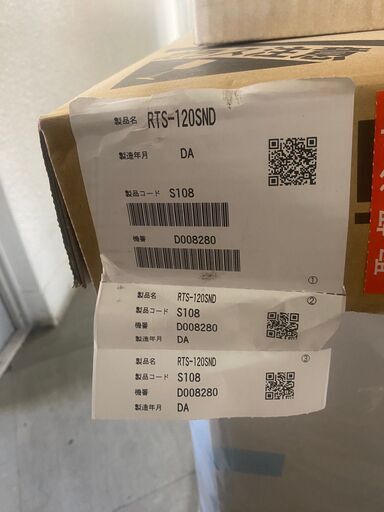 製品名 RTS-120SND
製造年月 DA
製品コード S108
機番 D008280
①
製品名 RTS-120SND
②
製品コード S108
機番 D008280
製造年月 DA
製品名 RTS-120SND
③
製品コード S108
機番 D008280
製造年月 DA